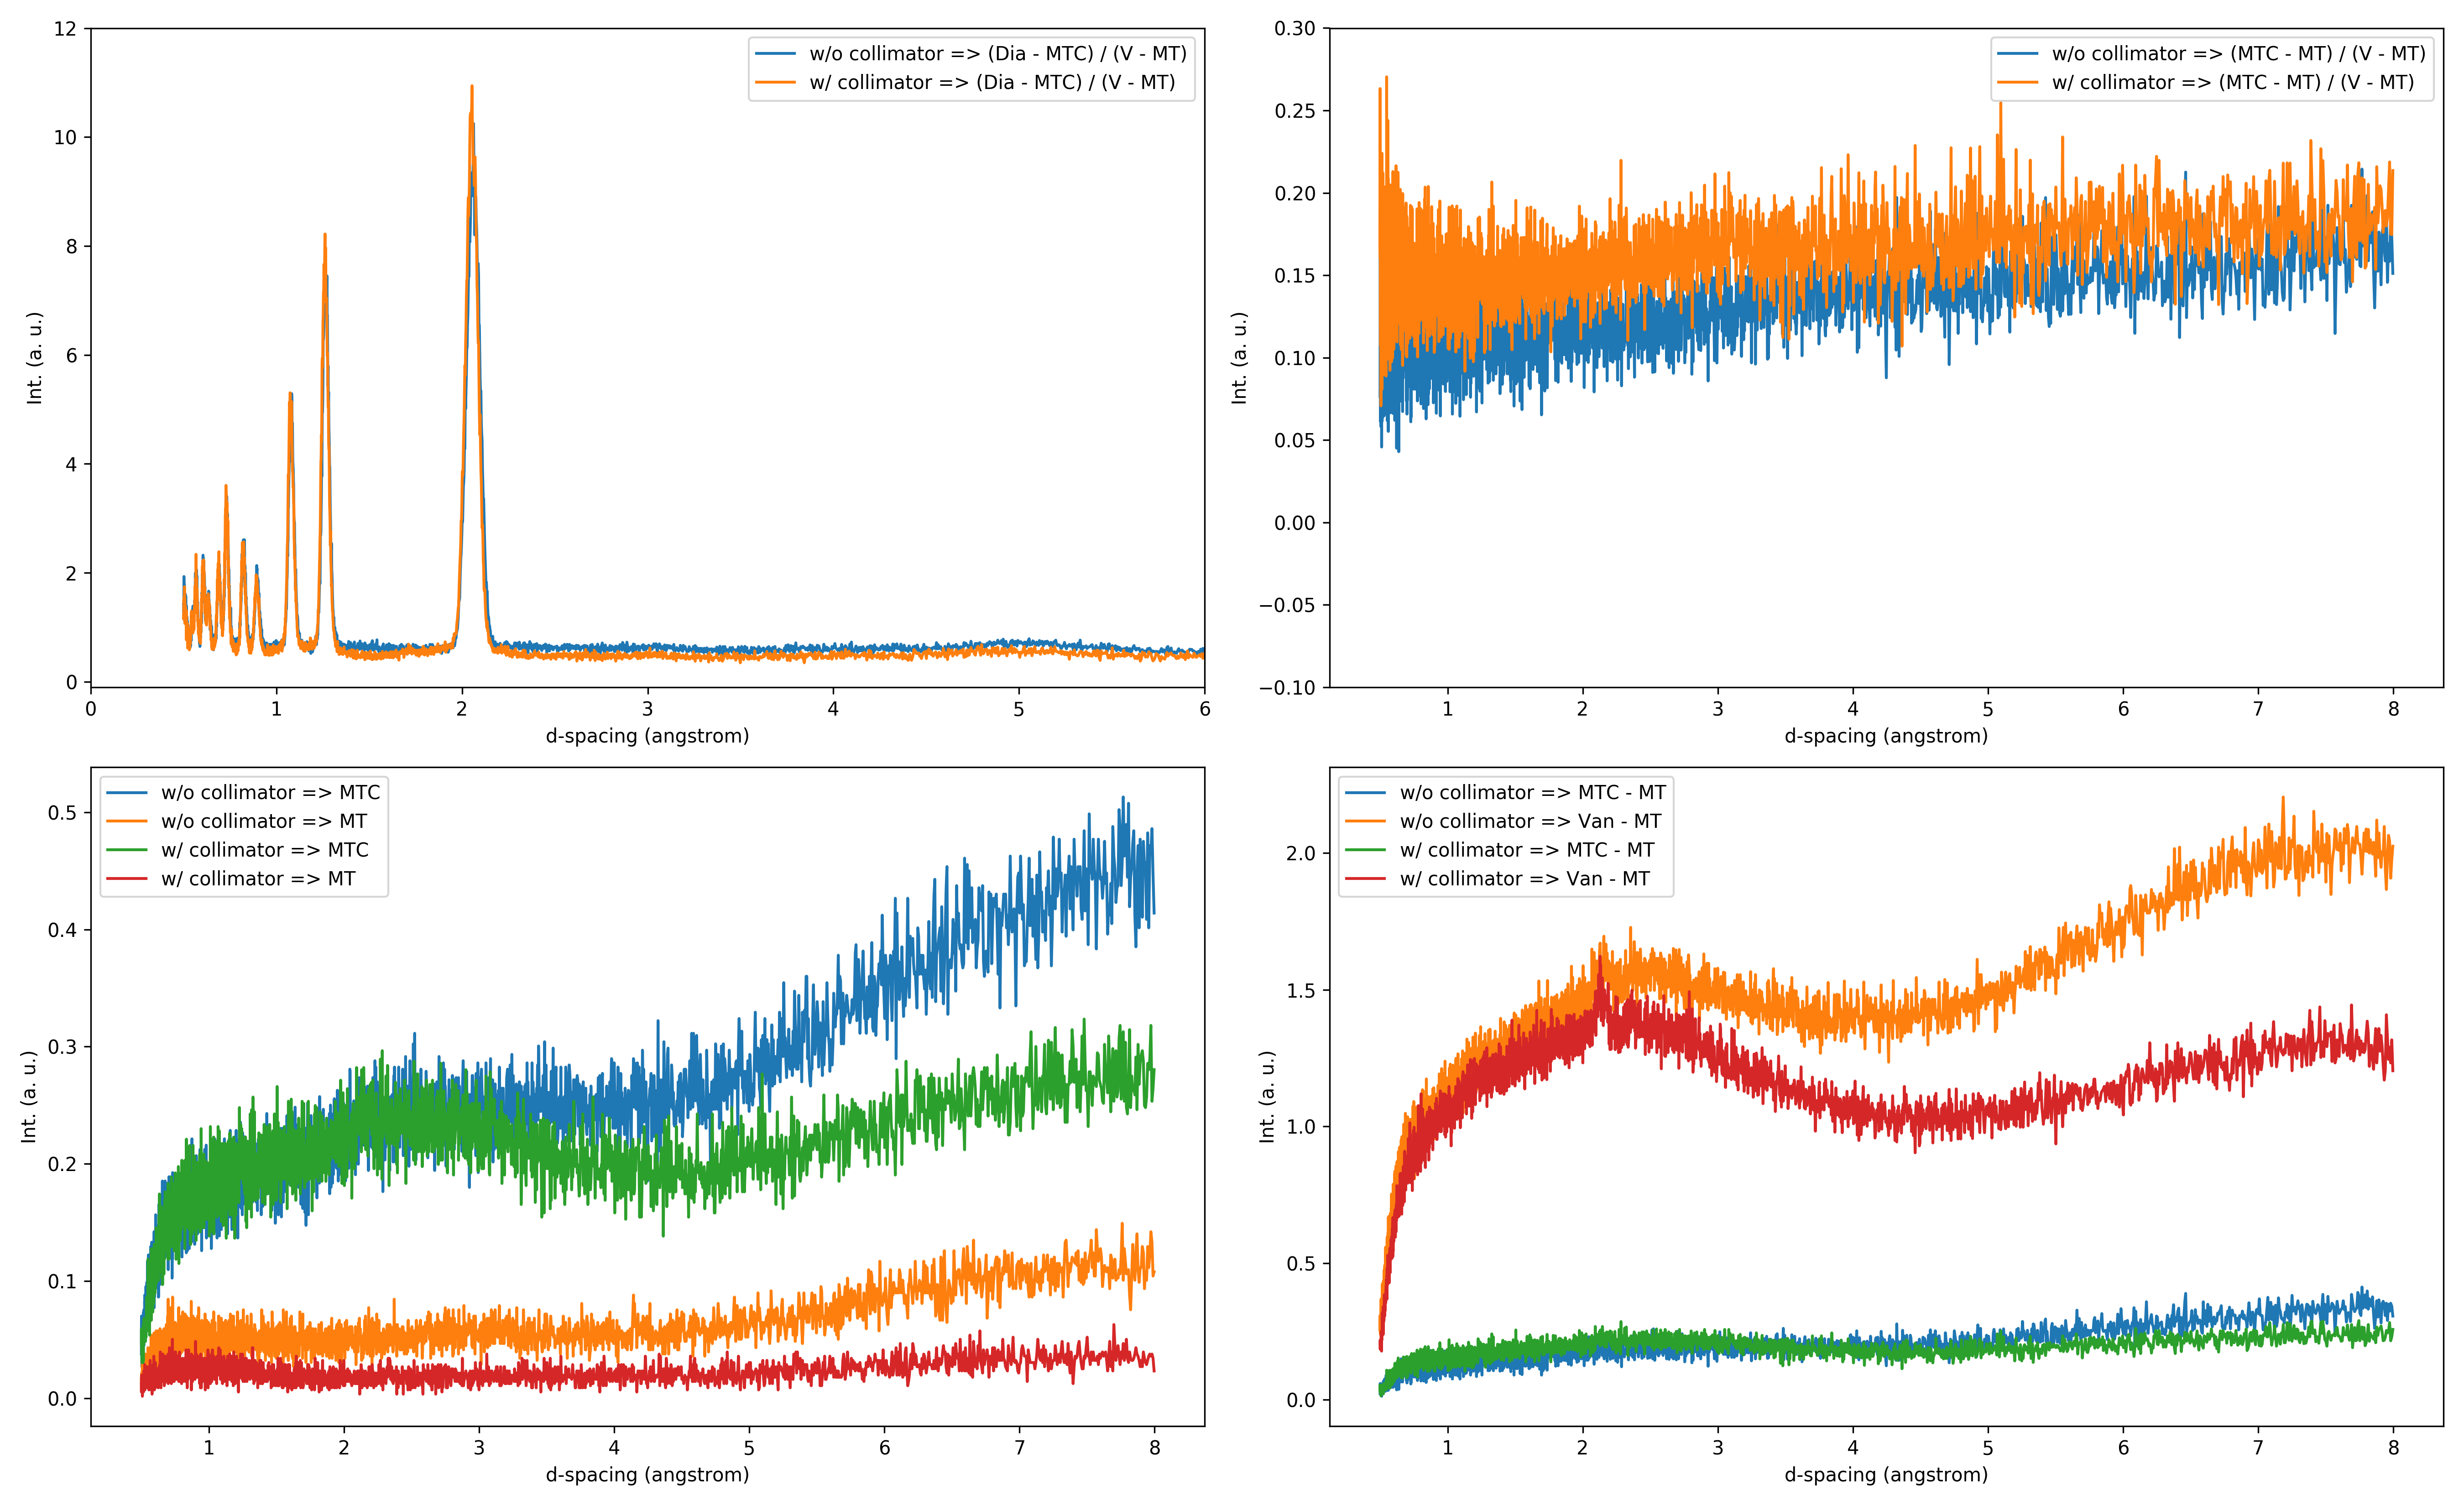 w/o collimator => (Dia - MTC) / (V - MT)
w/ collimator => (Dia - MTC) / (V - MT)
12
10
8
6
4
2
0
Int. (a. u.)
0 1 2 3 4 5 6
d-spacing (angstrom)
w/o collimator => (MTC - MT) / (V - MT)
w/ collimator => (MTC - MT) / (V - MT)
0.30
0.25
0.20
0.15
0.10
0.05
0.00
−0.05
−0.10
Int. (a. u.)
1 2 3 4 5 6 7 8
d-spacing (angstrom)
w/o collimator => MTC
w/o collimator => MT
w/ collimator => MTC
w/ collimator => MT
0.5
0.4
0.3
0.2
0.1
0.0
Int. (a. u.)
1 2 3 4 5 6 7 8
d-spacing (angstrom)
w/o collimator => MTC - MT
w/o collimator => Van - MT
w/ collimator => MTC - MT
w/ collimator => Van - MT
2.0
1.5
1.0
0.5
0.0
Int. (a. u.)
1 2 3 4 5 6 7 8
d-spacing (angstrom)